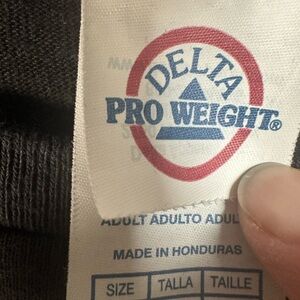 DELTA
PRO WEIGHT®
ADULT ADULTO ADUL
MADE IN HONDURAS
SIZE TALLA TAILLE